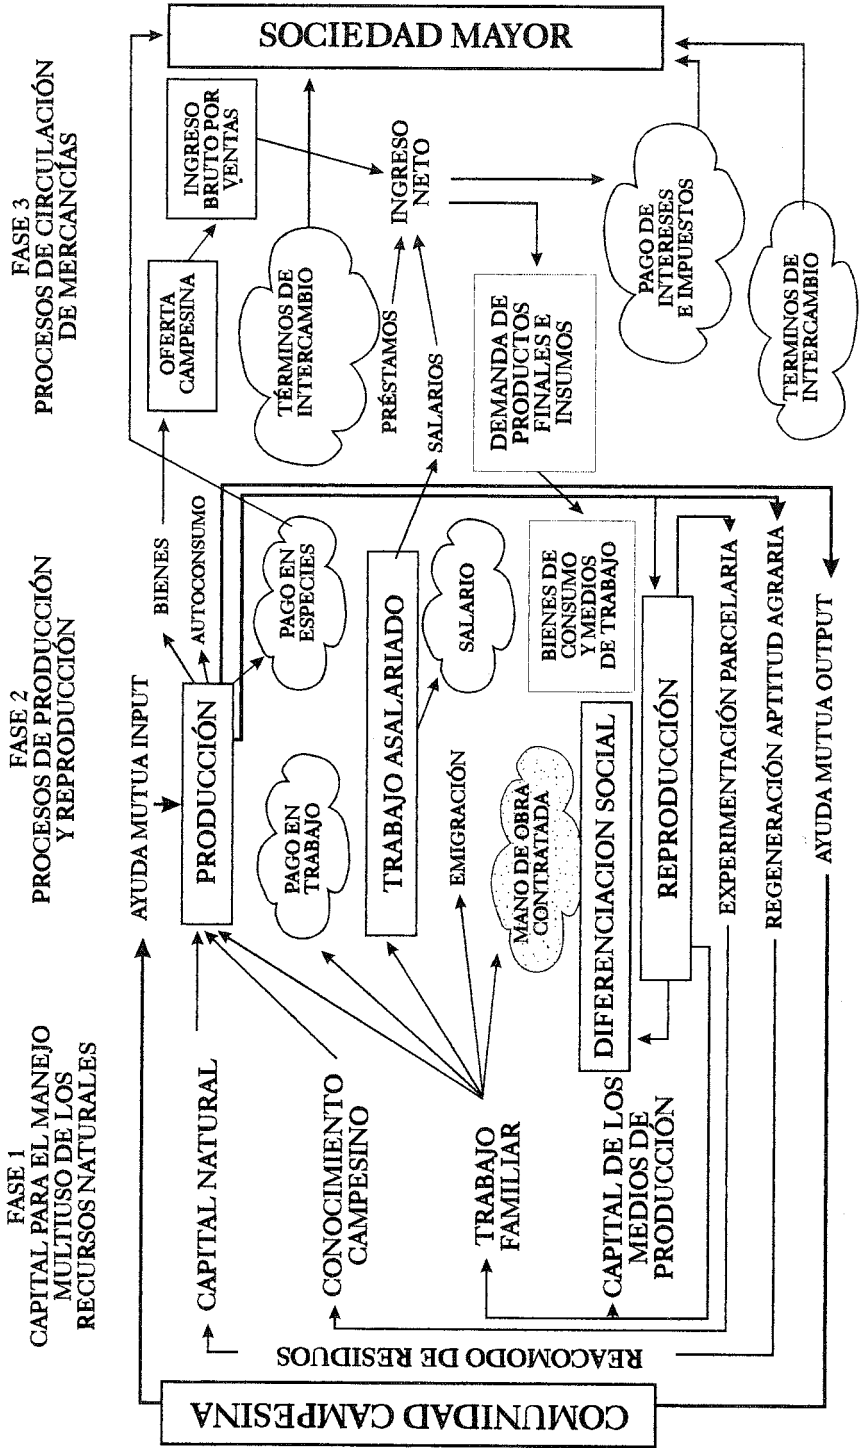 FASE 1
CAPITAL PARA EL MANEJO
MULTIUSO DE LOS
RECURSOS NATURALES
FASE 2
PROCESOS DE PRODUCCIÓN
Y REPRODUCCIÓN
FASE 3
PROCESOS DE CIRCULACIÓN
DE MERCANCÍAS
COMUNIDAD CAMPESINA
REACOMODO DE RESIDUOS
CAPITAL NATURAL
CONOCIMIENTO
CAMPESINO
TRABAJO
FAMILIAR
CAPITAL DE LOS
MEDIOS DE
PRODUCCIÓN
AYUDA MUTUA INPUT
PRODUCCIÓN
BIENES
AUTOCONSUMO
PAGO EN
TRABAJO
PAGO EN
ESPECIES
TRABAJO ASALARIADO
EMIGRACIÓN
SALARIO
MANO DE OBRA
CONTRATADA
BIENES DE
CONSUMO
Y MEDIOS
DE TRABAJO
DIFERENCIACION SOCIAL
REPRODUCCIÓN
EXPERIMENTACIÓN PARCELARIA
REGENERACIÓN APTITUD AGRARIA
AYUDA MUTUA OUTPUT
OFERTA
CAMPESINA
INGRESO
BRUTO POR
VENTAS
TÉRMINOS DE
INTERCAMBIO
PRÉSTAMOS
SALARIOS
INGRESO
NETO
DEMANDA DE
PRODUCTOS
FINALES E
INSUMOS
PAGO DE
INTERESES
E IMPUESTOS
TERMINOS DE
INTERCAMBIO
SOCIEDAD MAYOR